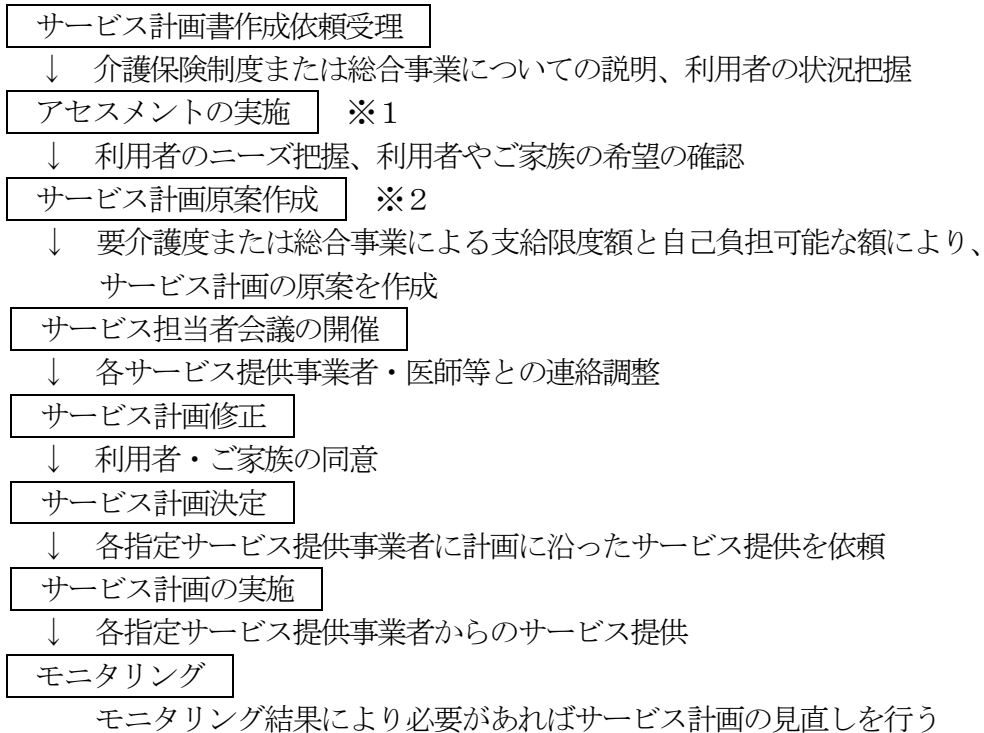 サービス計画書作成依頼受理
↓ 介護保険制度または総合事業についての説明、利用者の状況把握
アセスメントの実施 ※1
↓ 利用者のニーズ把握、利用者やご家族の希望の確認
サービス計画原案作成 ※2
↓ 要介護度または総合事業による支給限度額と自己負担可能な額により、
サービス計画の原案を作成
サービス担当者会議の開催
↓ 各サービス提供事業者・医師等との連絡調整
サービス計画修正
↓ 利用者・ご家族の同意
サービス計画決定
↓ 各指定サービス提供事業者に計画に沿ったサービス提供を依頼
サービス計画の実施
↓ 各指定サービス提供事業者からのサービス提供
モニタリング
モニタリング結果により必要があればサービス計画の見直しを行う